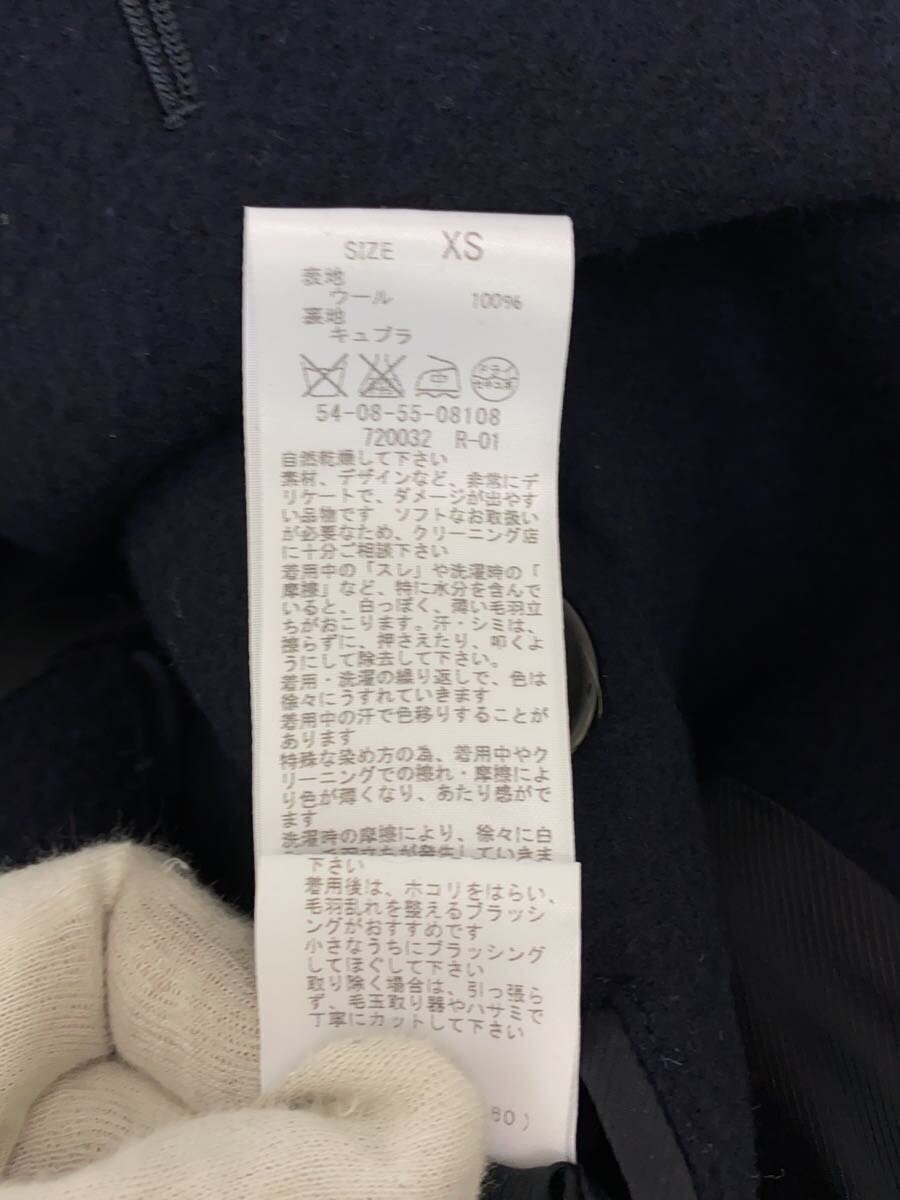 SIZE XS
表地
ウール 100%
裏地
キュプラ
ドライ
セキユ系
54-08-55-08108
720032 R-01
自然乾燥して下さい
素材、デザインなど、非常にデ
リケートで、ダメージが出やす
い品物です ソフトなお取扱い
が必要なため、クリーニング店
に十分ご相談下さい
着用中の「スレ」や洗濯時の「
摩擦」など、特に水分を含んで
いると、白っぽく、薄い毛羽立
ちがおこります。汗・シミは、
擦らずに、押さえたり、叩くよ
うにして除去して下さい。
着用・洗濯の繰り返しで、色は
徐々にうすれていきます
着用中の汗で色移りすることが
あります
特殊な染め方の為、着用中やク
リーニングでの擦れ・摩擦によ
り色が薄くなり、あたり感がで
ます
洗濯時の摩擦により、徐々に白
が発生していきま
下さい
着用後は、ホコリをはらい、
毛羽乱れを整えるブラッシ
ングがおすすめです
小さなうちにブラッシング
してほぐして下さい
取り除く場合は、引っ張ら
ず、毛玉取り器やハサミで
丁寧にカットして下さい
60)